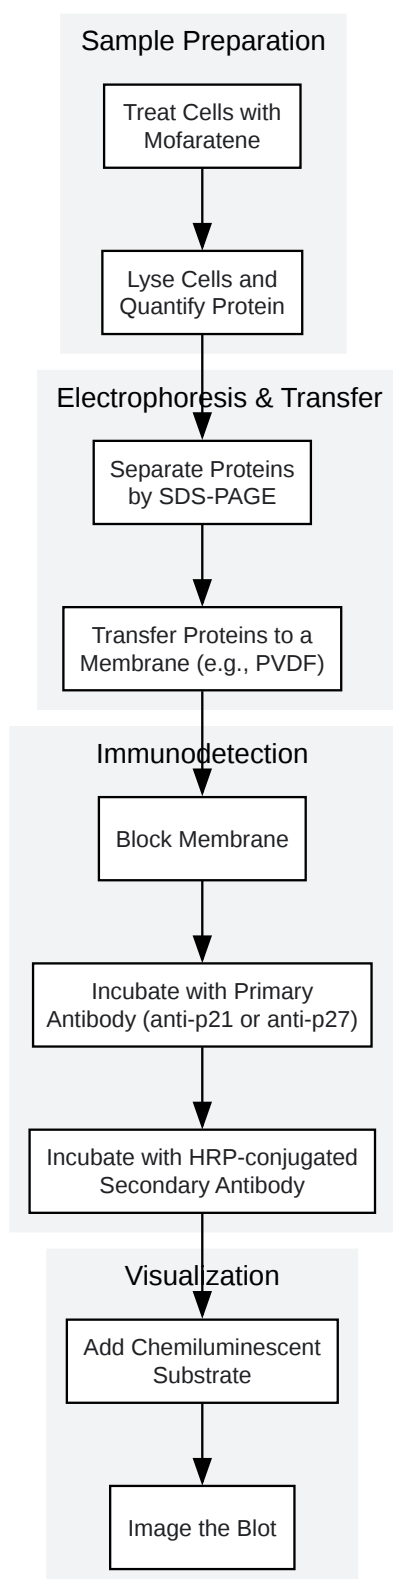 Sample Preparation
Treat Cells with
Mofaratene
Lyse Cells and
Quantify Protein
Electrophoresis & Transfer
Separate Proteins
by SDS-PAGE
Transfer Proteins to a
Membrane (e.g., PVDF)
Immunodetection
Block Membrane
Incubate with Primary
Antibody (anti-p21 or anti-p27)
Incubate with HRP-conjugated
Secondary Antibody
Visualization
Add Chemiluminescent
Substrate
Image the Blot